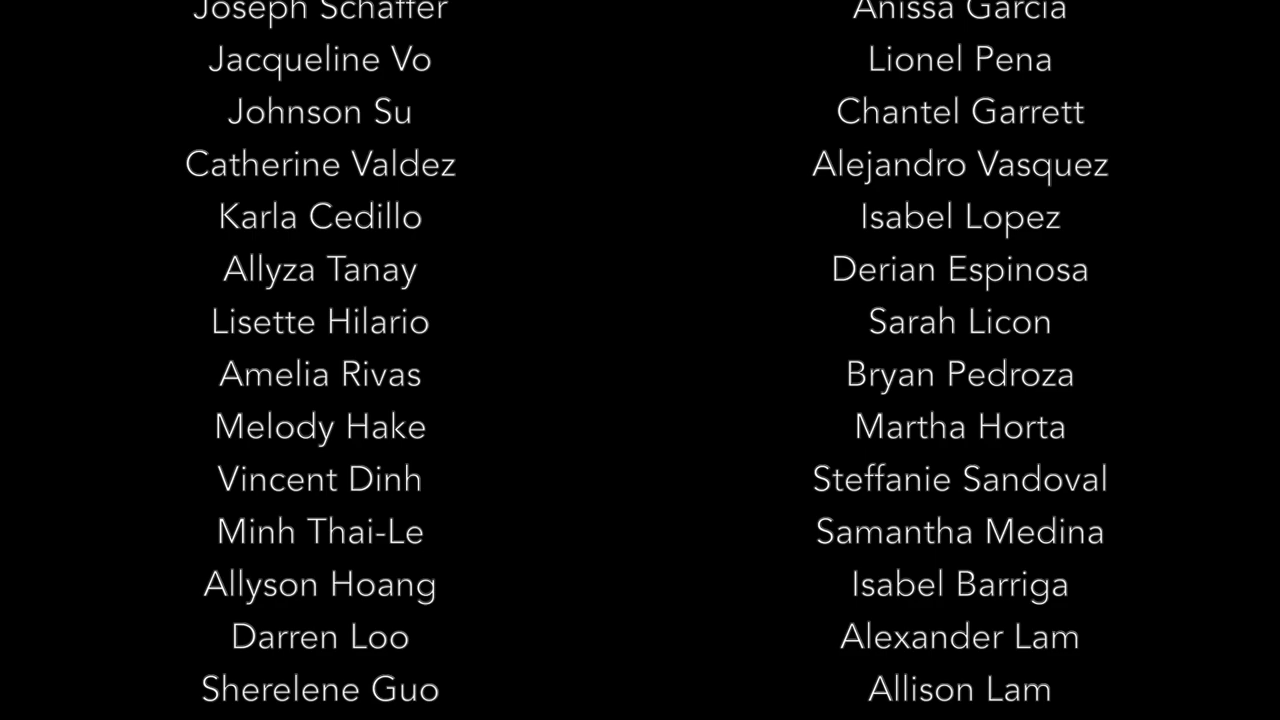 Joseph Schaffer
Jacqueline Vo
Johnson Su
Catherine Valdez
Karla Cedillo
Allyza Tanay
Lisette Hilario
Amelia Rivas
Melody Hake
Vincent Dinh
Minh Thai-Le
Allyson Hoang
Darren Loo
Sherelene Guo
Anissa Garcia
Lionel Pena
Chantel Garrett
Alejandro Vasquez
Isabel Lopez
Derian Espinosa
Sarah Licon
Bryan Pedroza
Martha Horta
Steffanie Sandoval
Samantha Medina
Isabel Barriga
Alexander Lam
Allison Lam